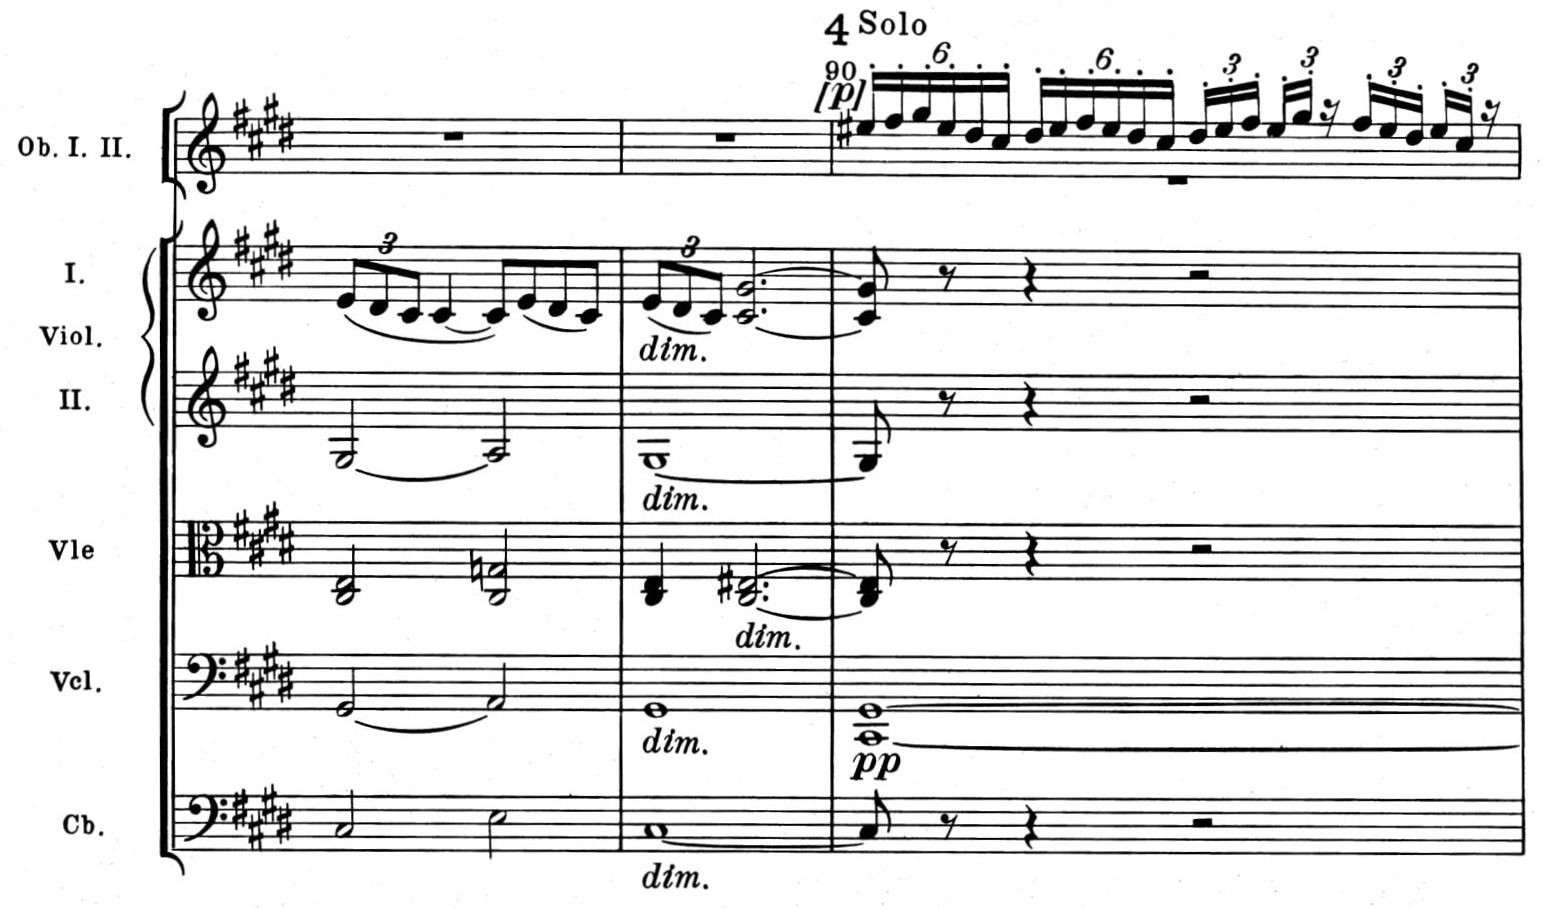 4 Solo
90
[p]
6 6 3 3 3 3
Ob. I. II.
3 3
I.
Viol.
dim.
II.
dim.
Vle
dim.
Vcl.
dim.
pp
Cb.
dim.